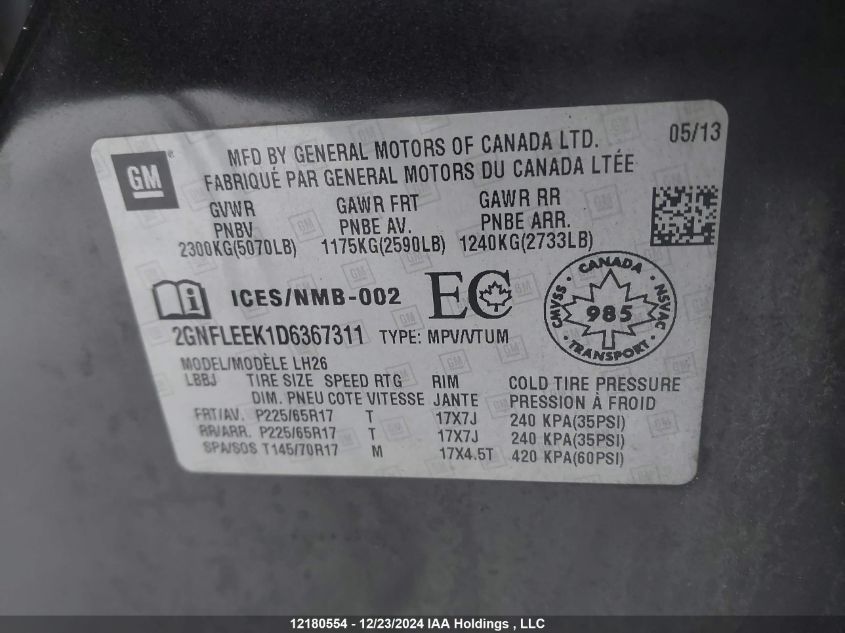 GM
MFD BY GENERAL MOTORS OF CANADA LTD.
05/13
FABRIQUÉ PAR GENERAL MOTORS DU CANADA LTÉE
GVWR GAWR FRT GAWR RR
PNBV PNBE AV. PNBE ARR.
2300KG(5070LB) 1175KG(2590LB) 1240KG(2733LB)
ICES/NMB-002 EC
CANADA
CMVSS 985 NSVAC
TRANSPORT
2GNFLEEK1D6367311 TYPE: MPV/VTUM
MODEL/MODÈLE LH26
LBBJ TIRE SIZE SPEED RTG RIM COLD TIRE PRESSURE
DIM. PNEU COTE VITESSE JANTE PRESSION À FROID
FRT/AV. P225/65R17 T 17X7J 240 KPA(35PSI)
RR/ARR. P225/65R17 T 17X7J 240 KPA(35PSI)
SPA/SOS T145/70R17 M 17X4.5T 420 KPA(60PSI)
12180554 - 12/23/2024 IAA Holdings , LLC